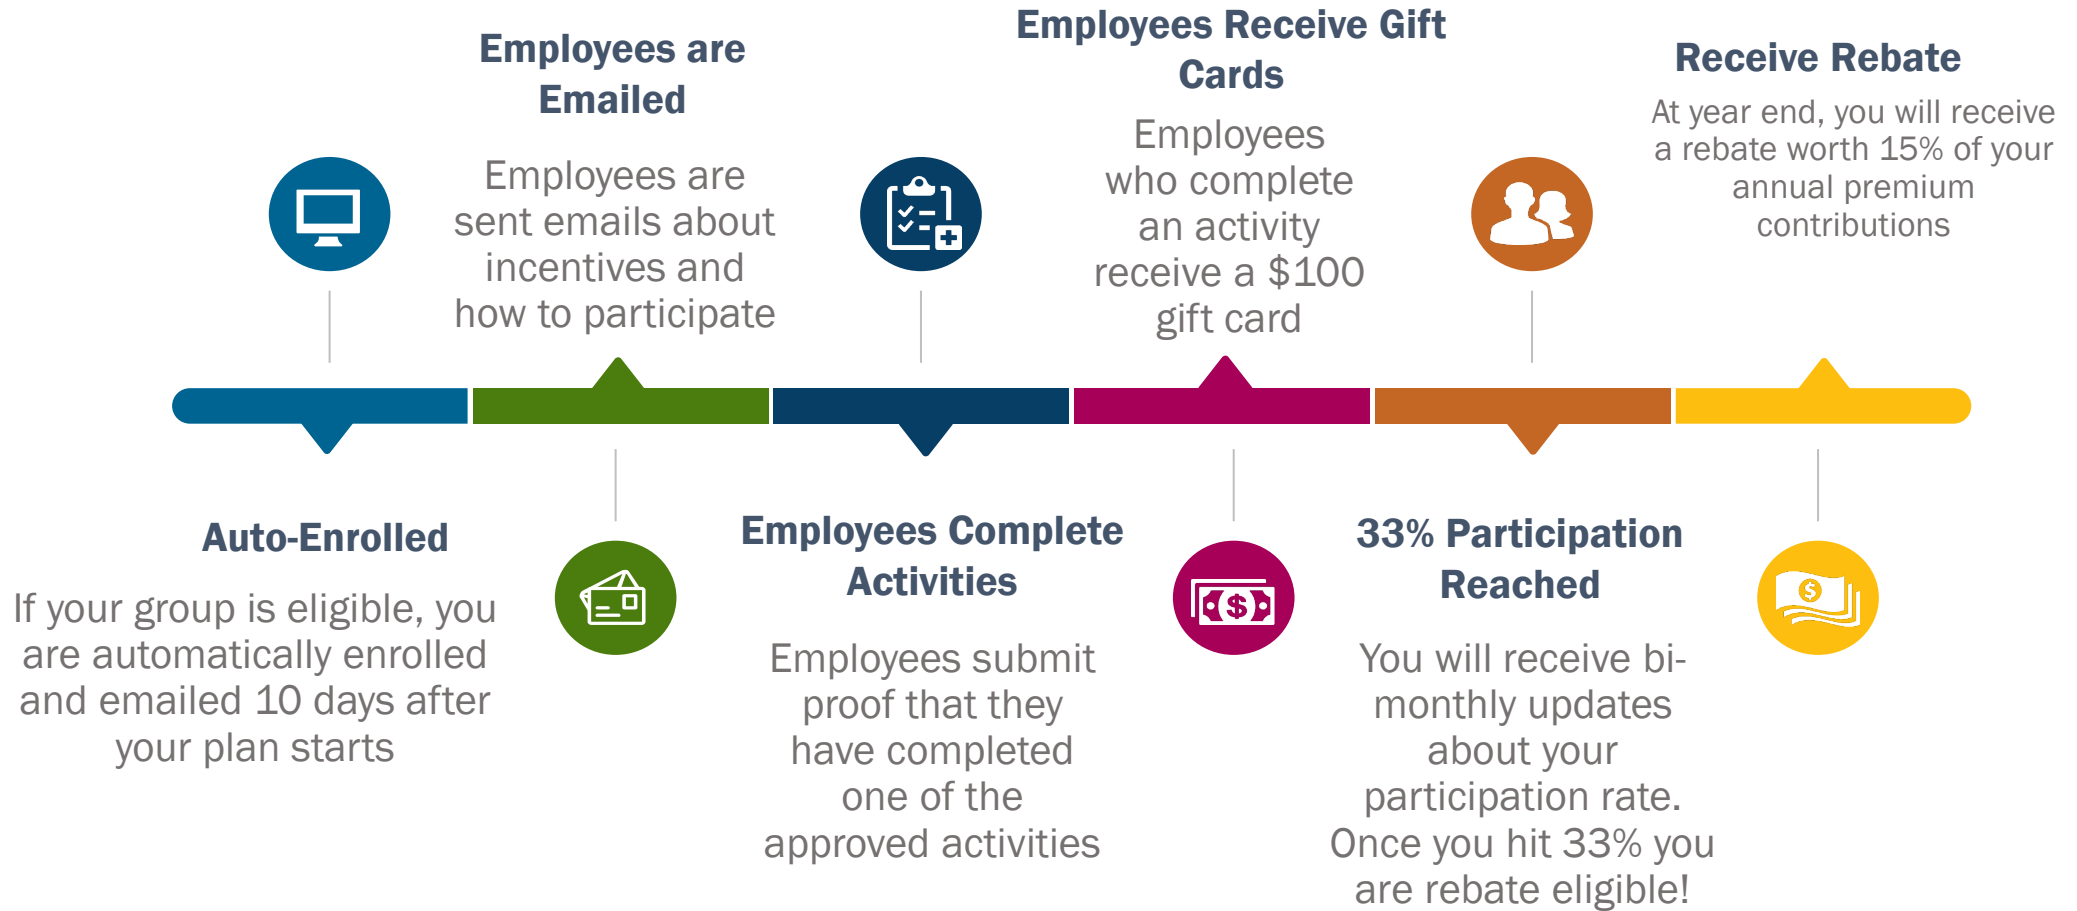 Auto-Enrolled
If your group is eligible, you
are automatically enrolled
and emailed 10 days after
your plan starts
Employees are
Emailed
Employees are
sent emails about
incentives and
how to participate
Employees Complete
Activities
Employees submit
proof that they
have completed
one of the
approved activities
Employees Receive Gift
Cards
Employees
who complete
an activity
receive a $100
gift card
33% Participation
Reached
You will receive bi-
monthly updates
about your
participation rate.
Once you hit 33% you
are rebate eligible!
Receive Rebate
At year end, you will receive
a rebate worth 15% of your
annual premium
contributions